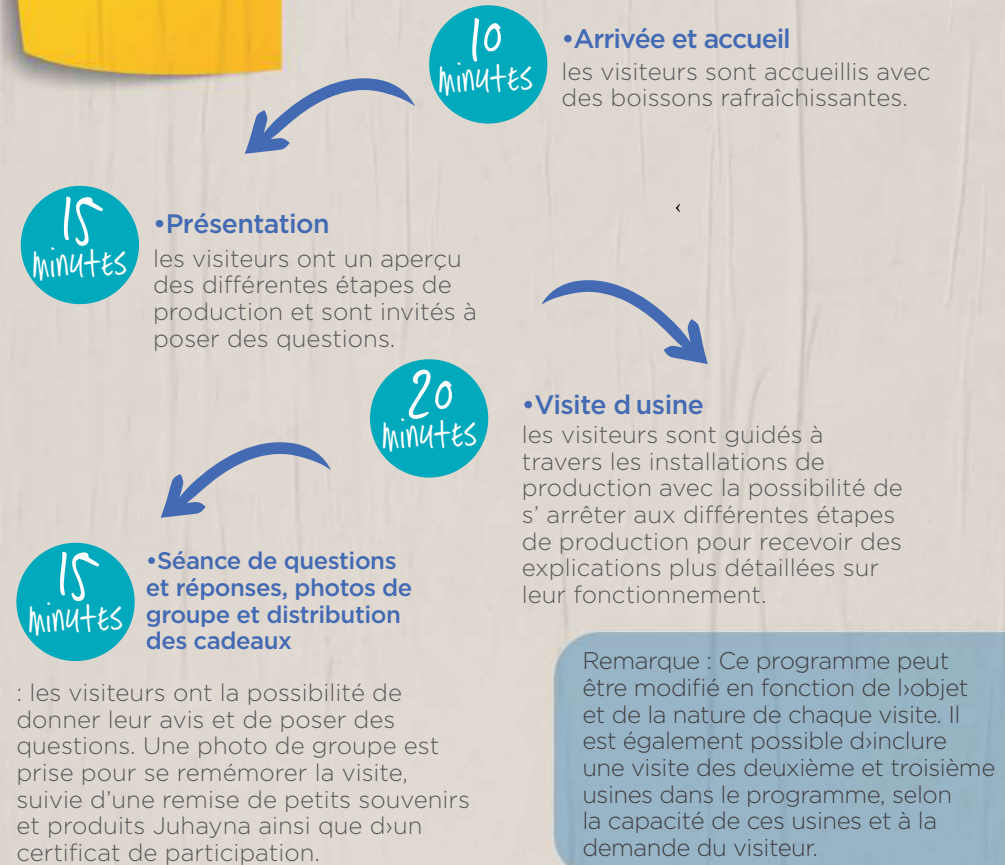 10
minutes
•Arrivée et accueil
les visiteurs sont accueillis avec
des boissons rafraîchissantes.
‹
15
minutes
•Présentation
les visiteurs ont un aperçu
des différentes étapes de
production et sont invités à
poser des questions.
20
minutes
•Visite d usine
les visiteurs sont guidés à
travers les installations de
production avec la possibilité de
s' arrêter aux différentes étapes
de production pour recevoir des
explications plus détaillées sur
leur fonctionnement.
15
minutes
•Séance de questions
et réponses, photos de
groupe et distribution
des cadeaux
: les visiteurs ont la possibilité de
donner leur avis et de poser des
questions. Une photo de groupe est
prise pour se remémorer la visite,
suivie d'une remise de petits souvenirs
et produits Juhayna ainsi que d›un
certificat de participation.
Remarque : Ce programme peut
être modifié en fonction de l›objet
et de la nature de chaque visite. Il
est également possible d›inclure
une visite des deuxième et troisième
usines dans le programme, selon
la capacité de ces usines et à la
demande du visiteur.